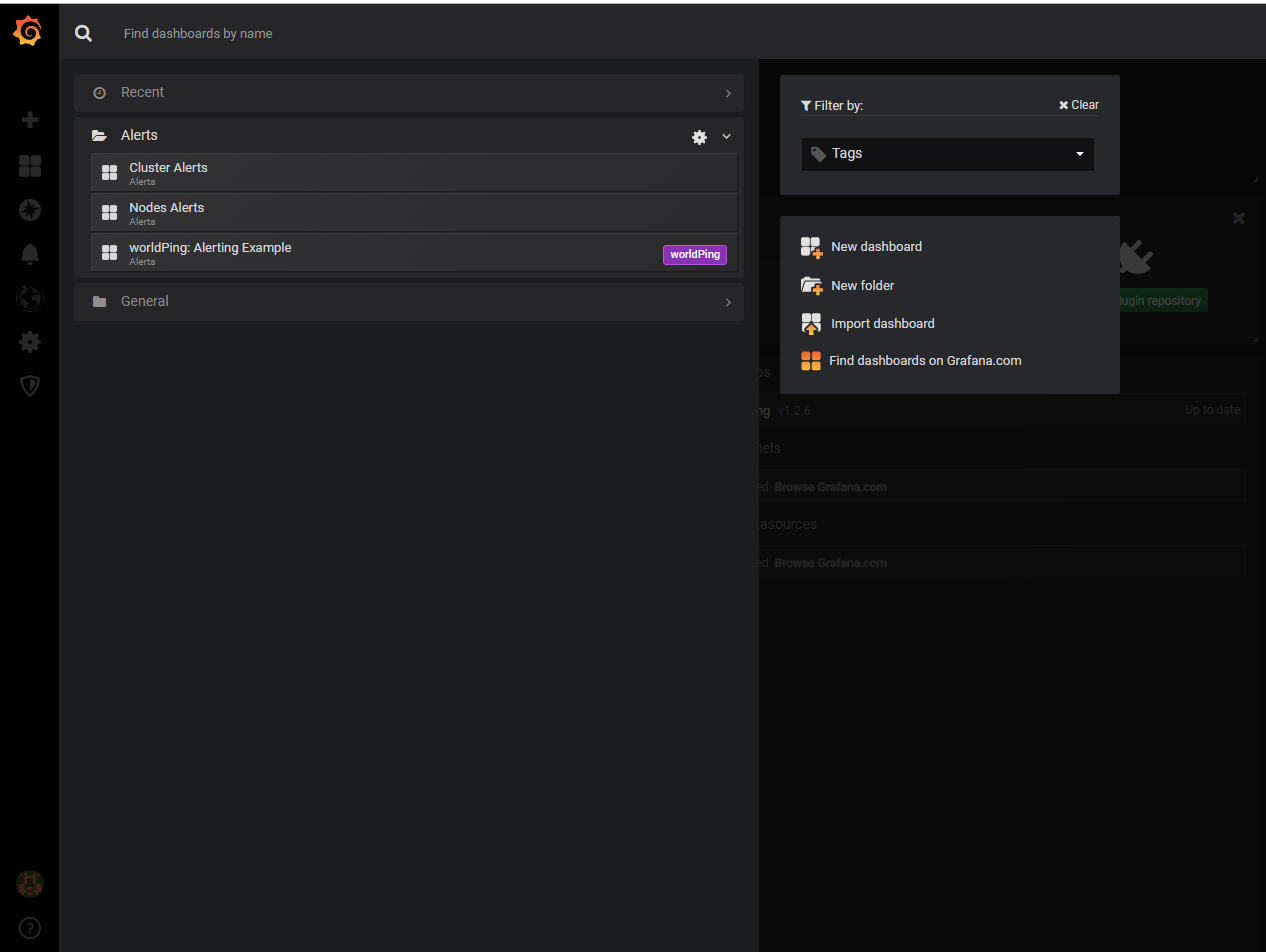 Find dashboards by name
Recent
Alerts
Cluster Alerts
Alerts
Nodes Alerts
Alerts
worldPing: Alerting Example
Alerts
worldPing
General
Filter by:
Clear
Tags
New dashboard
New folder
Import dashboard
Find dashboards on Grafana.com
lugin repository
ps
ng v1.2.6
Up to date
nels
ed. Browse Grafana.com
asources
ed. Browse Grafana.com
?